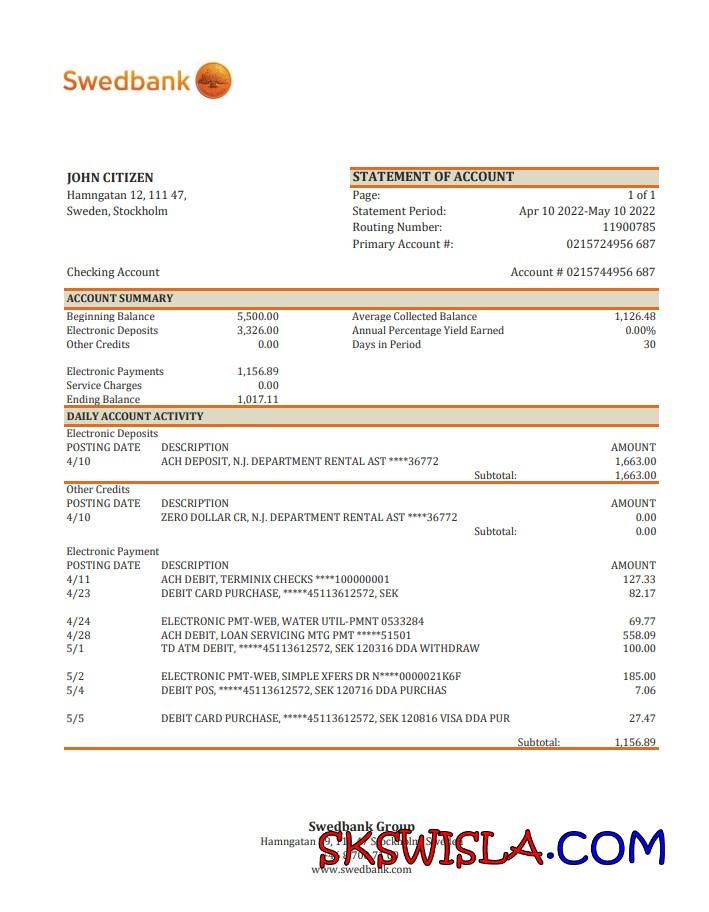 Swedbank
JOHN CITIZEN
Hamngatan 12, 111 47,
Sweden, Stockholm
STATEMENT OF ACCOUNT
Page: 1 of 1
Statement Period: Apr 10 2022-May 10 2022
Routing Number: 11900785
Primary Account #: 0215724956 687
Checking Account Account # 0215744956 687
ACCOUNT SUMMARY
Beginning Balance 5,500.00 Average Collected Balance 1,126.48
Electronic Deposits 3,326.00 Annual Percentage Yield Earned 0.00%
Other Credits 0.00 Days in Period 30
Electronic Payments 1,156.89
Service Charges 0.00
Ending Balance 1,017.11
DAILY ACCOUNT ACTIVITY
Electronic Deposits
POSTING DATE DESCRIPTION AMOUNT
4/10 ACH DEPOSIT, N.J. DEPARTMENT RENTAL AST ****36772 1,663.00
Subtotal: 1,663.00
Other Credits
POSTING DATE DESCRIPTION AMOUNT
4/10 ZERO DOLLAR CR, N.J. DEPARTMENT RENTAL AST ****36772 0.00
Subtotal: 0.00
Electronic Payment
POSTING DATE DESCRIPTION AMOUNT
4/11 ACH DEBIT, TERMINIX CHECKS ****100000001 127.33
4/23 DEBIT CARD PURCHASE, *****45113612572, SEK 82.17
4/24 ELECTRONIC PMT-WEB, WATER UTIL-PMNT 0533284 69.77
4/28 ACH DEBIT, LOAN SERVICING MTG PMT *****51501 558.09
5/1 TD ATM DEBIT, *****45113612572, SEK 120316 DDA WITHDRAW 100.00
5/2 ELECTRONIC PMT-WEB, SIMPLE XFERS DR N****0000021K6F 185.00
5/4 DEBIT POS, *****45113612572, SEK 120716 DDA PURCHAS 7.06
5/5 DEBIT CARD PURCHASE, *****45113612572, SEK 120816 VISA DDA PUR 27.47
Subtotal: 1,156.89
Swedbank Group
Hamngatan Stockholm Sweden
SKSWISLA.COM
www.swedbank.com